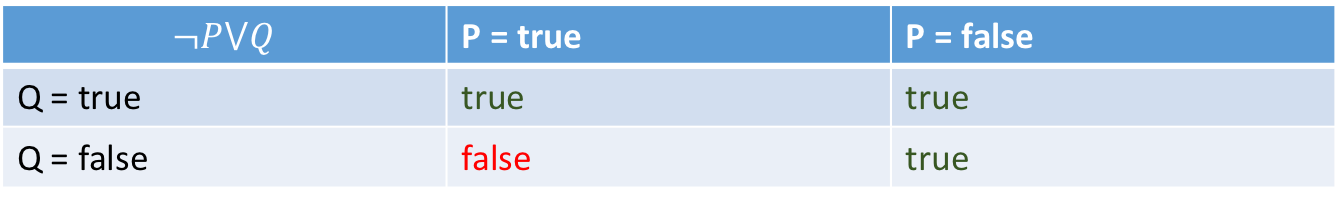 ¬P∨Q P = true P = false
Q = true true true
Q = false false true